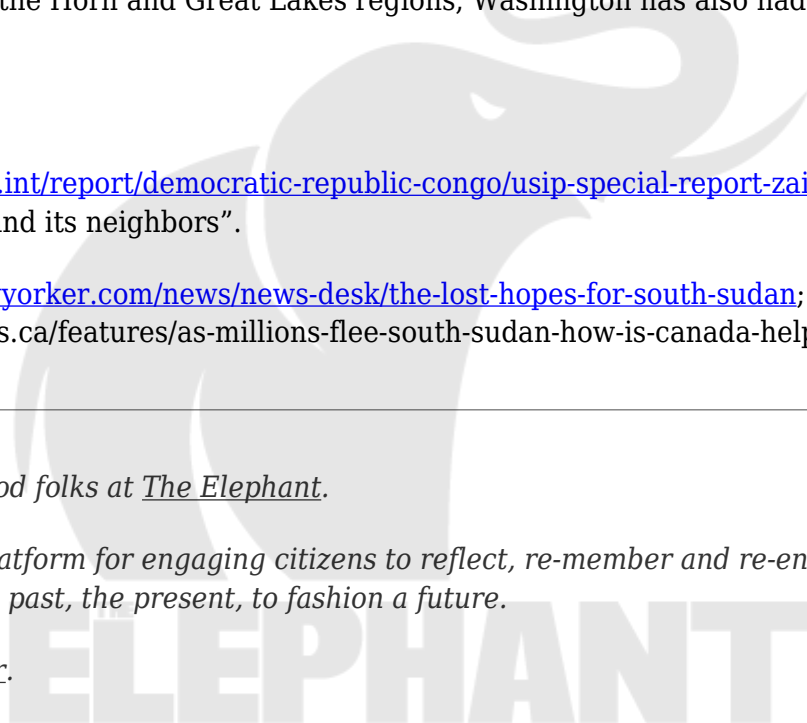 the Horn and Great Lakes regions, Washington has also had
.int/report/democratic-republic-congo/usip-special-report-zai
nd its neighbors”.
yorker.com/news/news-desk/the-lost-hopes-for-south-sudan;
s.ca/features/as-millions-flee-south-sudan-how-is-canada-help
od folks at The Elephant.
atform for engaging citizens to reflect, re-member and re-en
past, the present, to fashion a future.
r.
THE
ELEPHANT